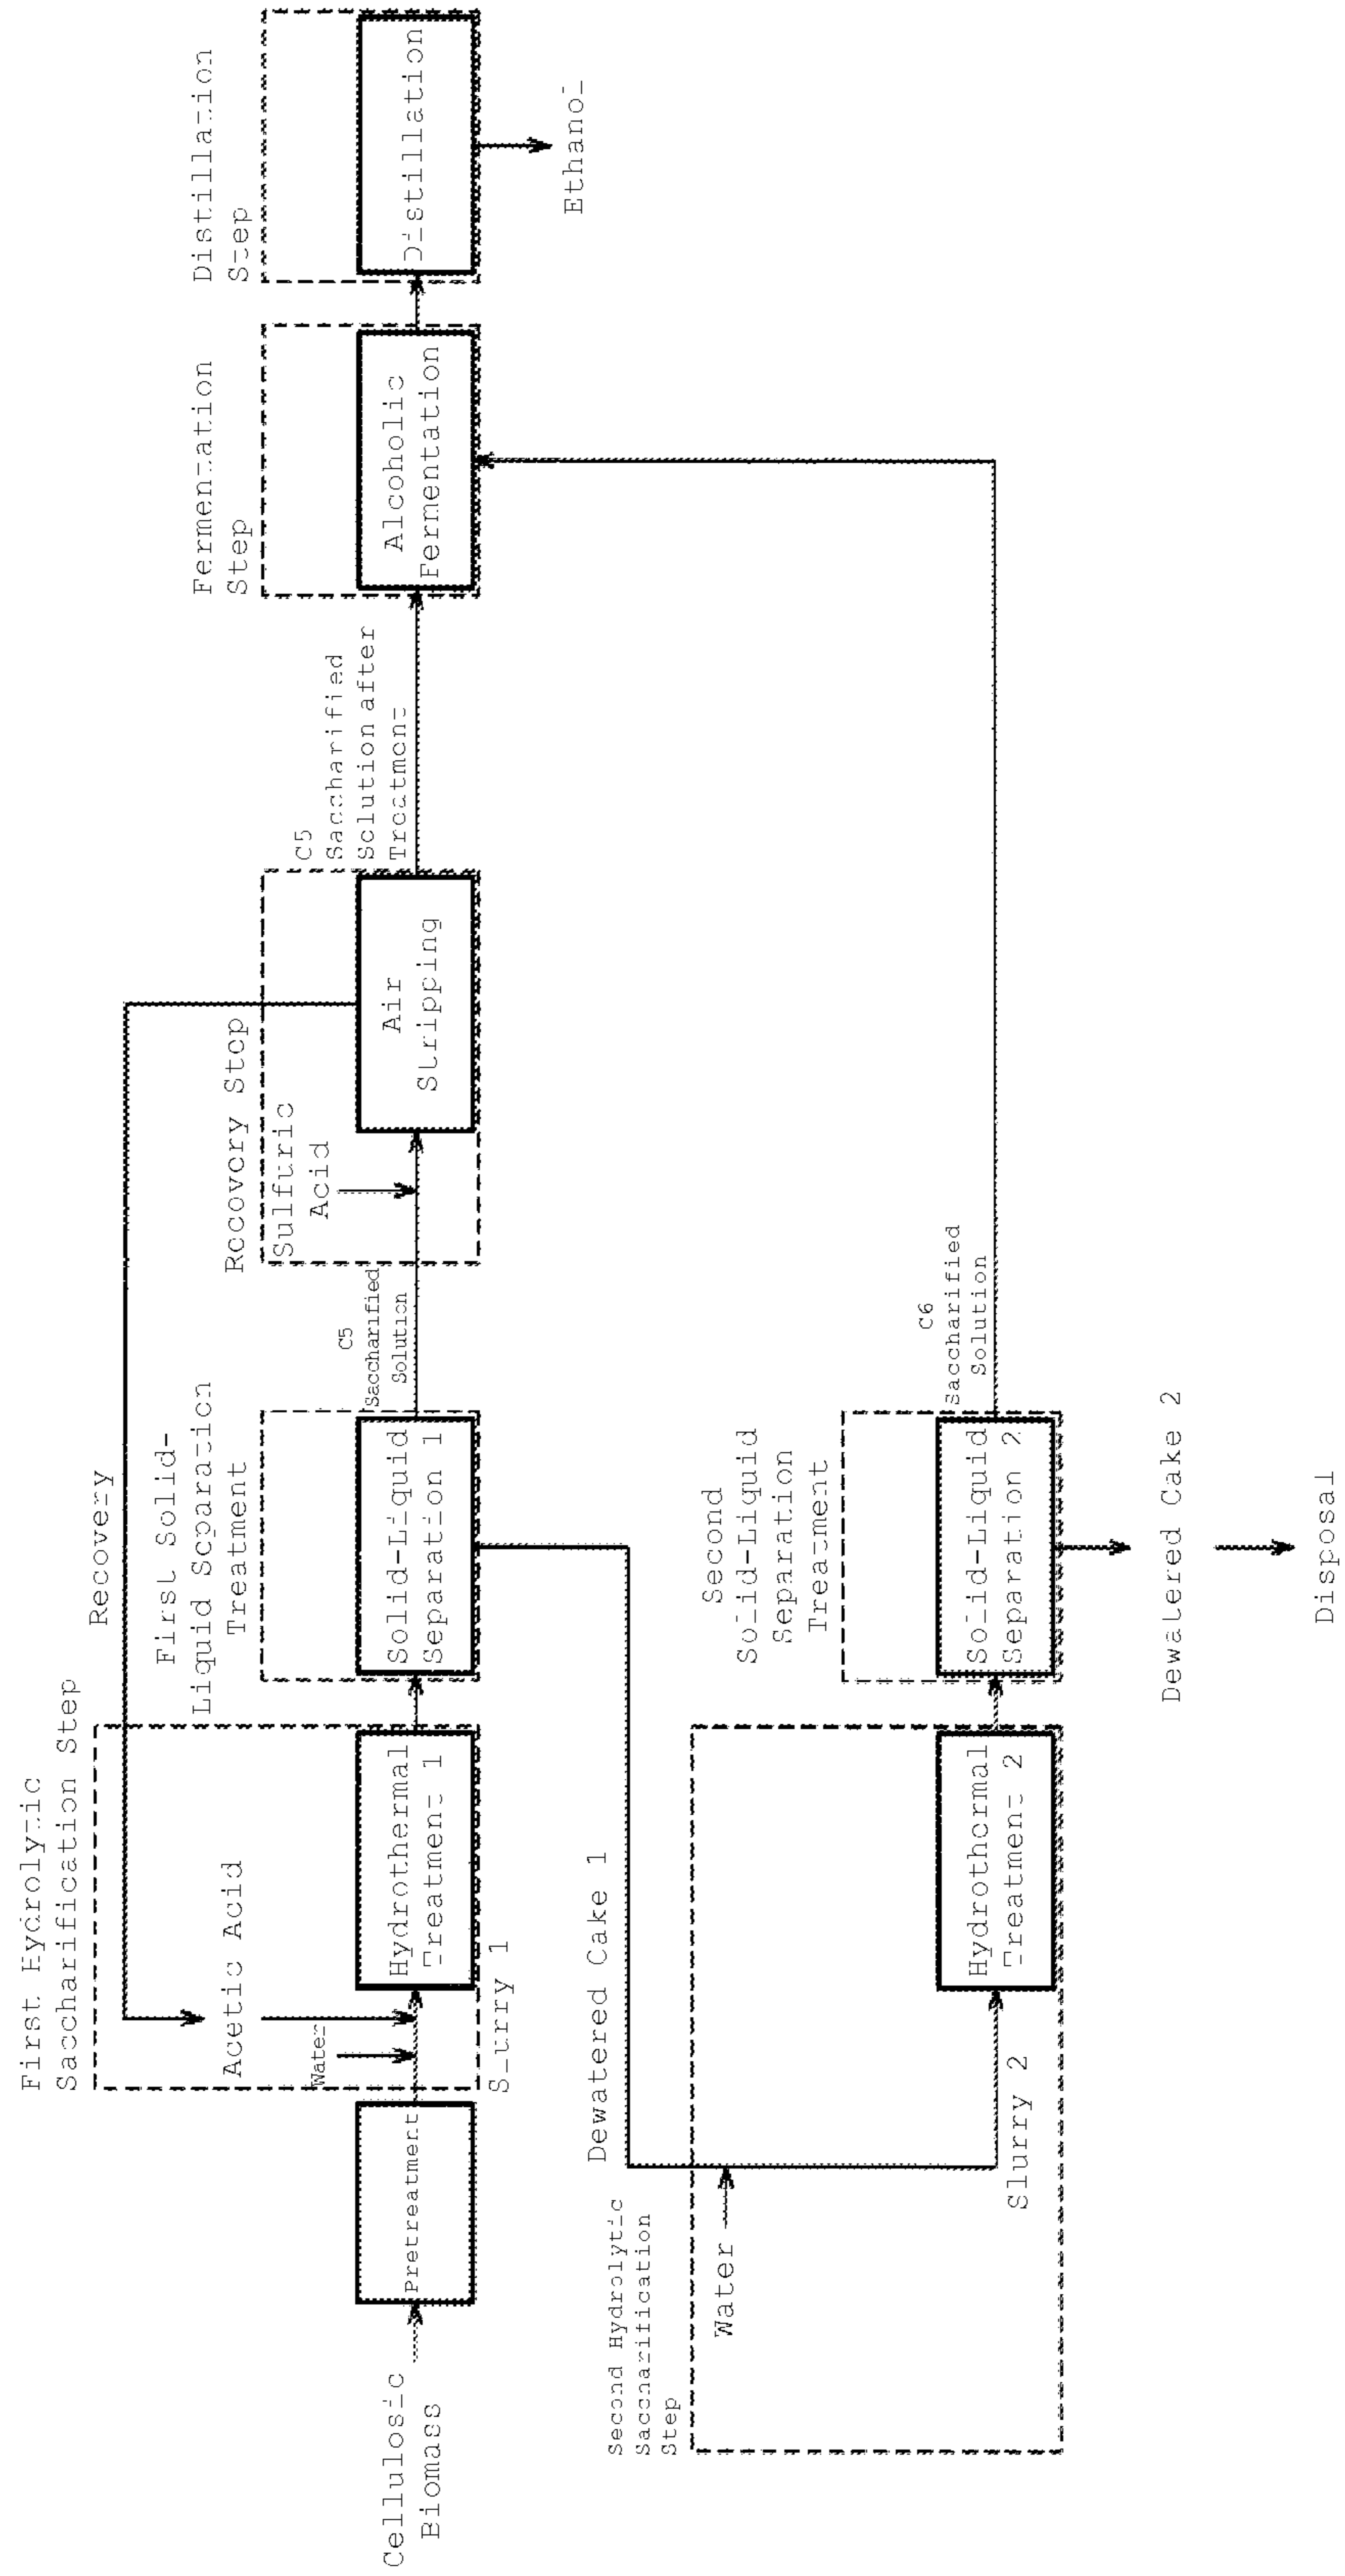 Cellulosic
Biomass
Pretreatment
First Hydrolytic
Saccharification Step
Acetic Acid
Water
Hydrothermal
Treatment 1
Slurry 1
Recovery
First Solid-
Liquid Separation
Treatment
Solid-Liquid
Separation 1
C5
Saccharified
Solution
Recovery Step
Sulfuric
Acid
Air
Stripping
C5
Saccharified
Solution after
Treatment
Fermentation
Step
Alcoholic
Fermentation
Distillation
Step
Distillation
Ethanol
Dewatered Cake 1
Second Hydrolytic
Saccharification
Step
Water
Slurry 2
Hydrothermal
Treatment 2
Second
Solid-Liquid
Separation
Treatment
Solid-Liquid
Separation 2
C6
Saccharified
Solution
Dewatered Cake 2
Disposal